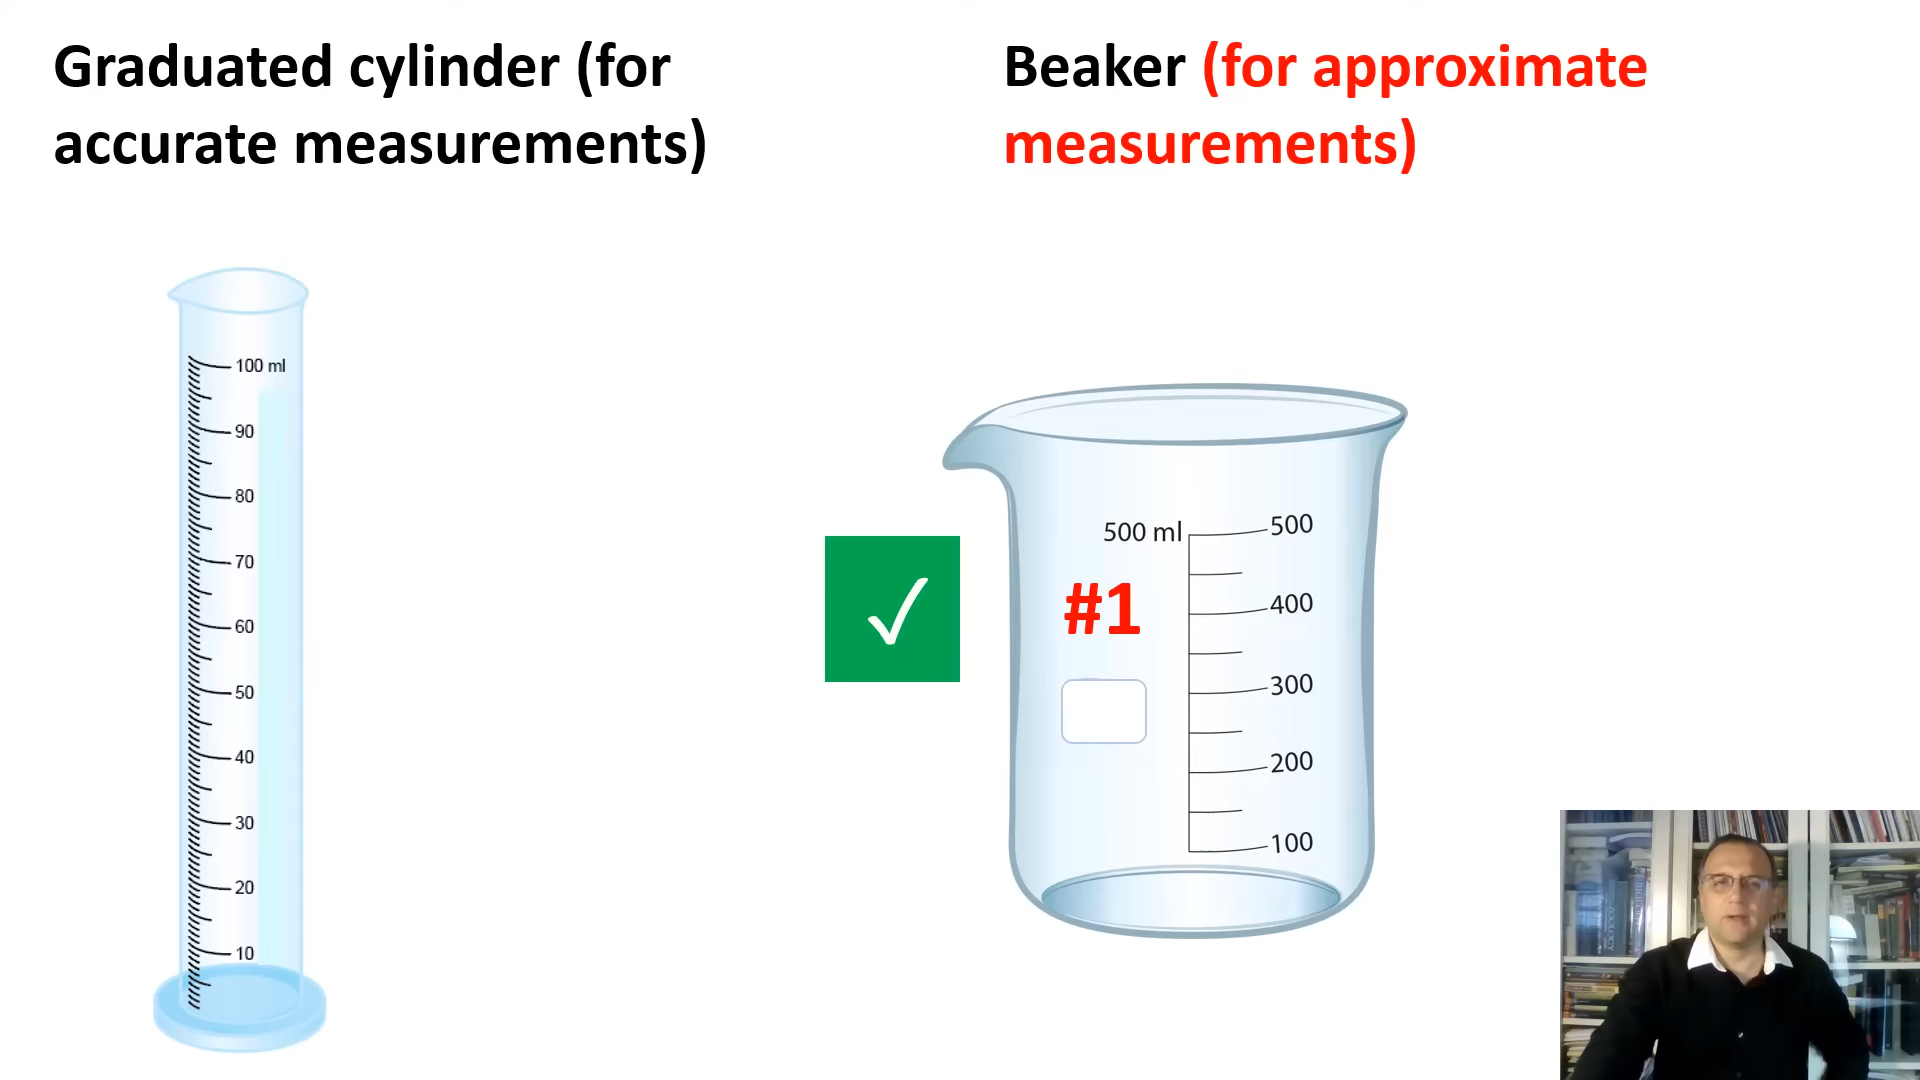 Graduated cylinder (for
accurate measurements)
Beaker (for approximate
measurements)
100 ml
90
80
70
60
50
40
30
20
10
500 ml
500
#1
400
300
200
100